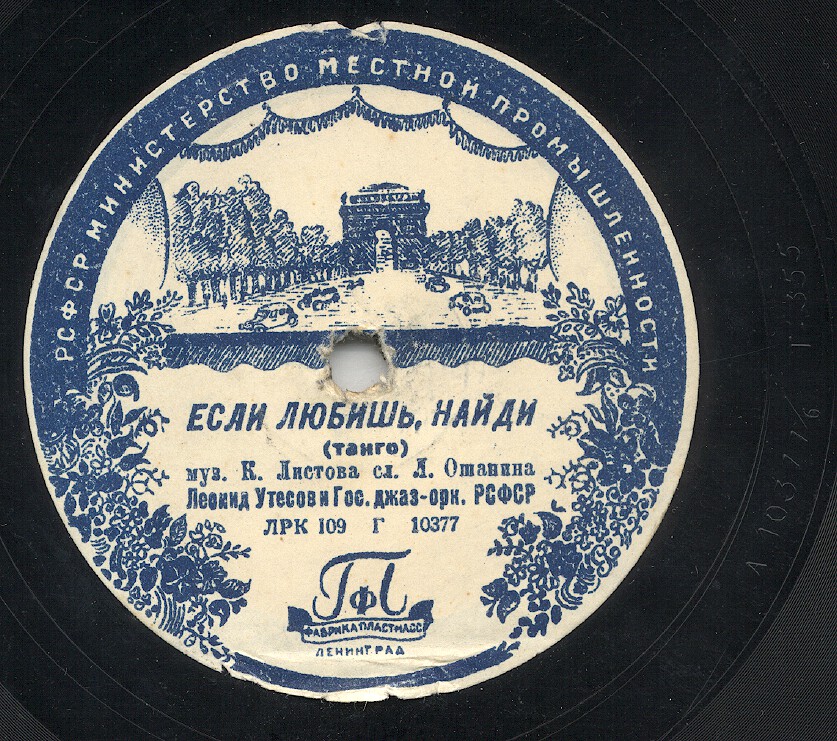 РСФСР МИНИСТЕРСТВО МЕСТНОЙ ПРОМЫШЛЕННОСТИ
ЕСЛИ ЛЮБИШЬ, НАЙДИ
(танго)
муз. К. Листова сл. Л. Ошанина
Леонид Утесов и Гос. джаз-орк. РСФСР
ЛРК 109 Г 10377
ГФП
ФАБРИКА ПЛАСТМАСС
ЛЕНИНГРАД